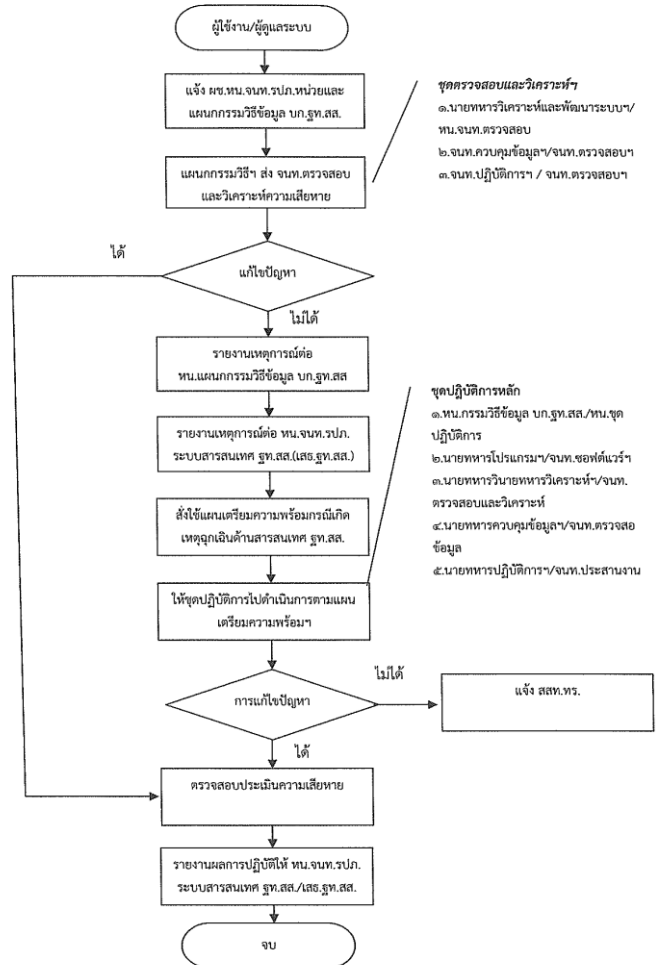 ผู้ใช้งาน/ผู้ดูแลระบบ
แจ้ง ผช.หน.จนท.รปภ.หน่วยและ
แผนกกรรมวิธีข้อมูล บก.ฐท.สส.
แผนกกรรมวิธีฯ ส่ง จนท.ตรวจสอบ
และวิเคราะห์ความเสียหาย
ชุดตรวจสอบและวิเคราะห์ฯ
๑.นายทหารวิเคราะห์และพัฒนาระบบฯ/
หน.จนท.ตรวจสอบ
๒.จนท.ควบคุมข้อมูลฯ/จนท.ตรวจสอบฯ
๓.จนท.ปฏิบัติการฯ / จนท.ตรวจสอบฯ
ได้
แก้ไขปัญหา
ไม่ได้
รายงานเหตุการณ์ต่อ
หน.แผนกกรรมวิธีข้อมูล บก.ฐท.สส
รายงานเหตุการณ์ต่อ หน.จนท.รปภ.
ระบบสารสนเทศ ฐท.สส.(เสธ.ฐท.สส.)
สั่งใช้แผนเตรียมความพร้อมกรณีเกิด
เหตุฉุกเฉินด้านสารสนเทศ ฐท.สส.
ให้ชุดปฏิบัติการไปดำเนินการตามแผน
เตรียมความพร้อมฯ
ชุดปฏิบัติการหลัก
๑.หน.กรรมวิธีข้อมูล บก.ฐท.สส./หน.ชุด
ปฏิบัติการ
๒.นายทหารโปรแกรมฯ/จนท.ซอฟต์แวร์ฯ
๓.นายทหารวินายทหารวิเคราะห์ฯ/จนท.
ตรวจสอบและวิเคราะห์
๔.นายทหารควบคุมข้อมูลฯ/จนท.ตรวจสอ
ข้อมูล
๕.นายทหารปฏิบัติการฯ/จนท.ประสานงาน
การแก้ไขปัญหา
ไม่ได้
แจ้ง สสท.ทร.
ได้
ตรวจสอบประเมินความเสียหาย
รายงานผลการปฏิบัติให้ หน.จนท.รปภ.
ระบบสารสนเทศ ฐท.สส./เสธ.ฐท.สส.
จบ